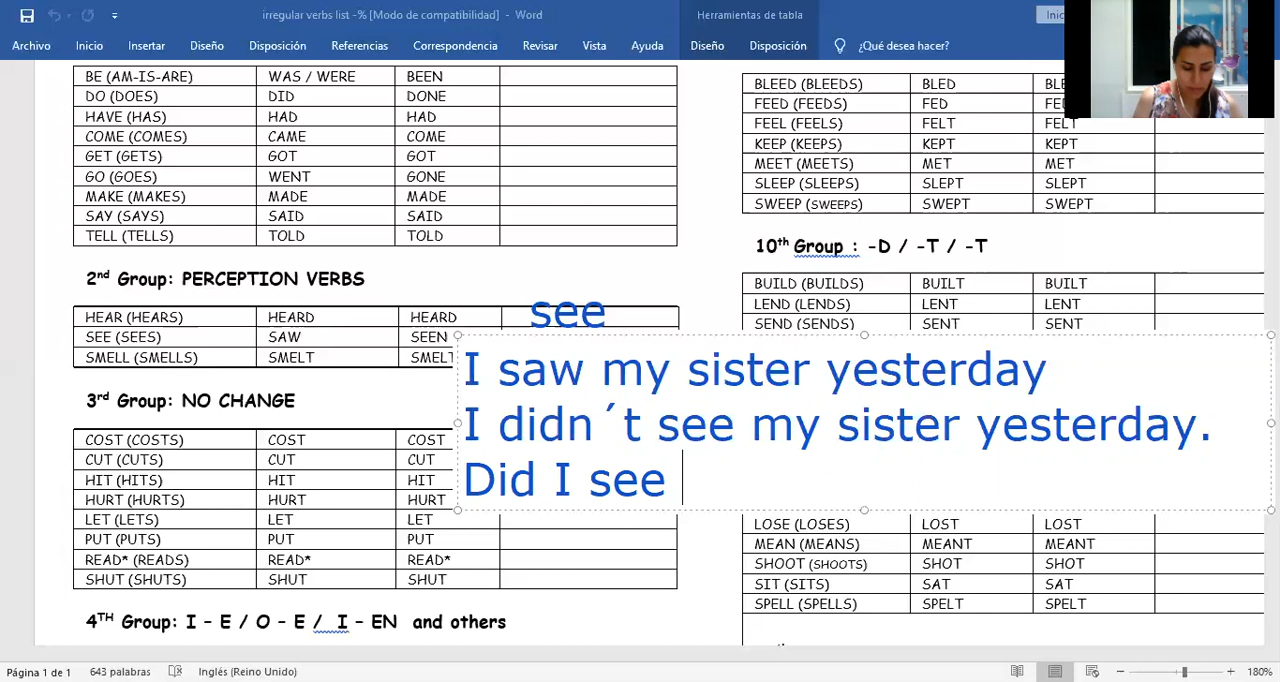 irregular verbs list -% [Modo de compatibilidad] - Word
Herramientas de tabla
Archivo Inicio Insertar Diseño Disposición Referencias Correspondencia Revisar Vista Ayuda Diseño Disposición ¿Qué desea hacer?
BE (AM-IS-ARE) WAS / WERE BEEN
DO (DOES) DID DONE
HAVE (HAS) HAD HAD
COME (COMES) CAME COME
GET (GETS) GOT GOT
GO (GOES) WENT GONE
MAKE (MAKES) MADE MADE
SAY (SAYS) SAID SAID
TELL (TELLS) TOLD TOLD
2nd Group: PERCEPTION VERBS
HEAR (HEARS) HEARD HEARD
SEE (SEES) SAW SEEN
SMELL (SMELLS) SMELT SMELT
3rd Group: NO CHANGE
COST (COSTS) COST COST
CUT (CUTS) CUT CUT
HIT (HITS) HIT HIT
HURT (HURTS) HURT HURT
LET (LETS) LET LET
PUT (PUTS) PUT PUT
READ* (READS) READ* READ*
SHUT (SHUTS) SHUT SHUT
4TH Group: I – E / O – E / I – EN and others
see
I saw my sister yesterday
I didn´t see my sister yesterday.
Did I see
BLEED (BLEEDS) BLED
FEED (FEEDS) FED
FEEL (FEELS) FELT FELT
KEEP (KEEPS) KEPT KEPT
MEET (MEETS) MET MET
SLEEP (SLEEPS) SLEPT SLEPT
SWEEP (SWEEPS) SWEPT SWEPT
10th Group : -D / -T / -T
BUILD (BUILDS) BUILT BUILT
LEND (LENDS) LENT LENT
SEND (SENDS) SENT SENT
LOSE (LOSES) LOST LOST
MEAN (MEANS) MEANT MEANT
SHOOT (SHOOTS) SHOT SHOT
SIT (SITS) SAT SAT
SPELL (SPELLS) SPELT SPELT
Página 1 de 1 643 palabras Inglés (Reino Unido) 180%